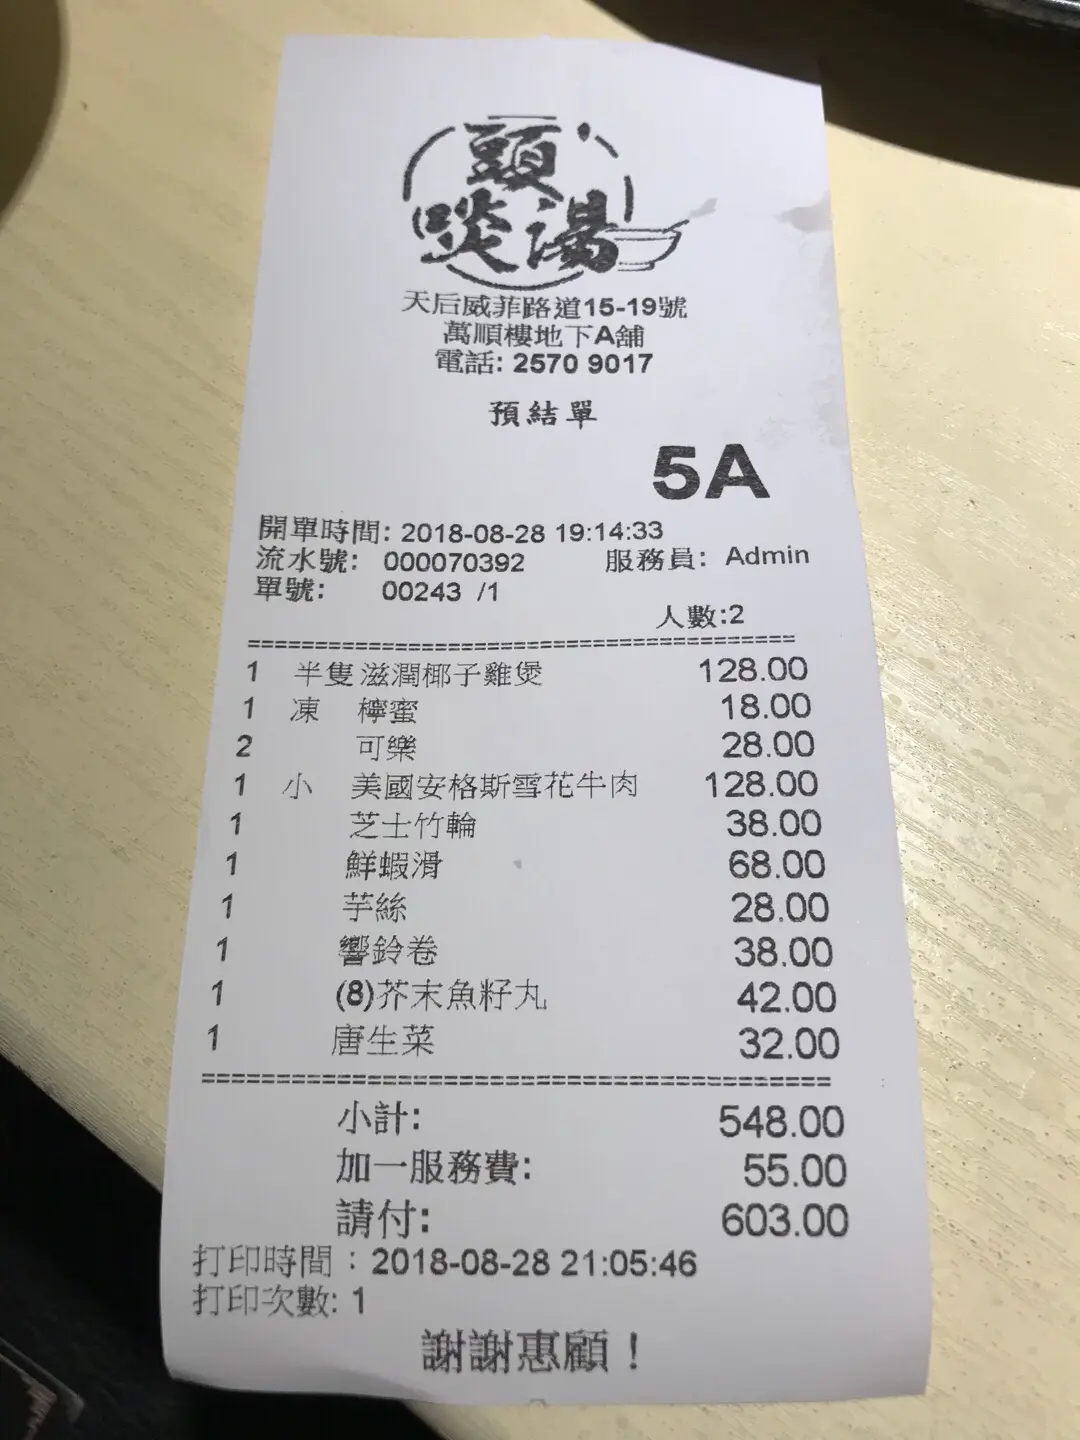 頭啖湯
天后威菲路道15-19號
萬順樓地下A舖
電話: 2570 9017
預結單
5A
開單時間: 2018-08-28 19:14:33
流水號: 000070392 服務員: Admin
單號: 00243 /1
人數:2
1 半隻滋潤椰子雞煲 128.00
1 凍 檸蜜 18.00
2 可樂 28.00
1 小 美國安格斯雪花牛肉 128.00
1 芝士竹輪 38.00
1 鮮蝦滑 68.00
1 芋絲 28.00
1 響鈴卷 38.00
1 (8)芥末魚籽丸 42.00
1 唐生菜 32.00
小計: 548.00
加一服務費: 55.00
請付: 603.00
打印時間：2018-08-28 21:05:46
打印次數: 1
謝謝惠顧！